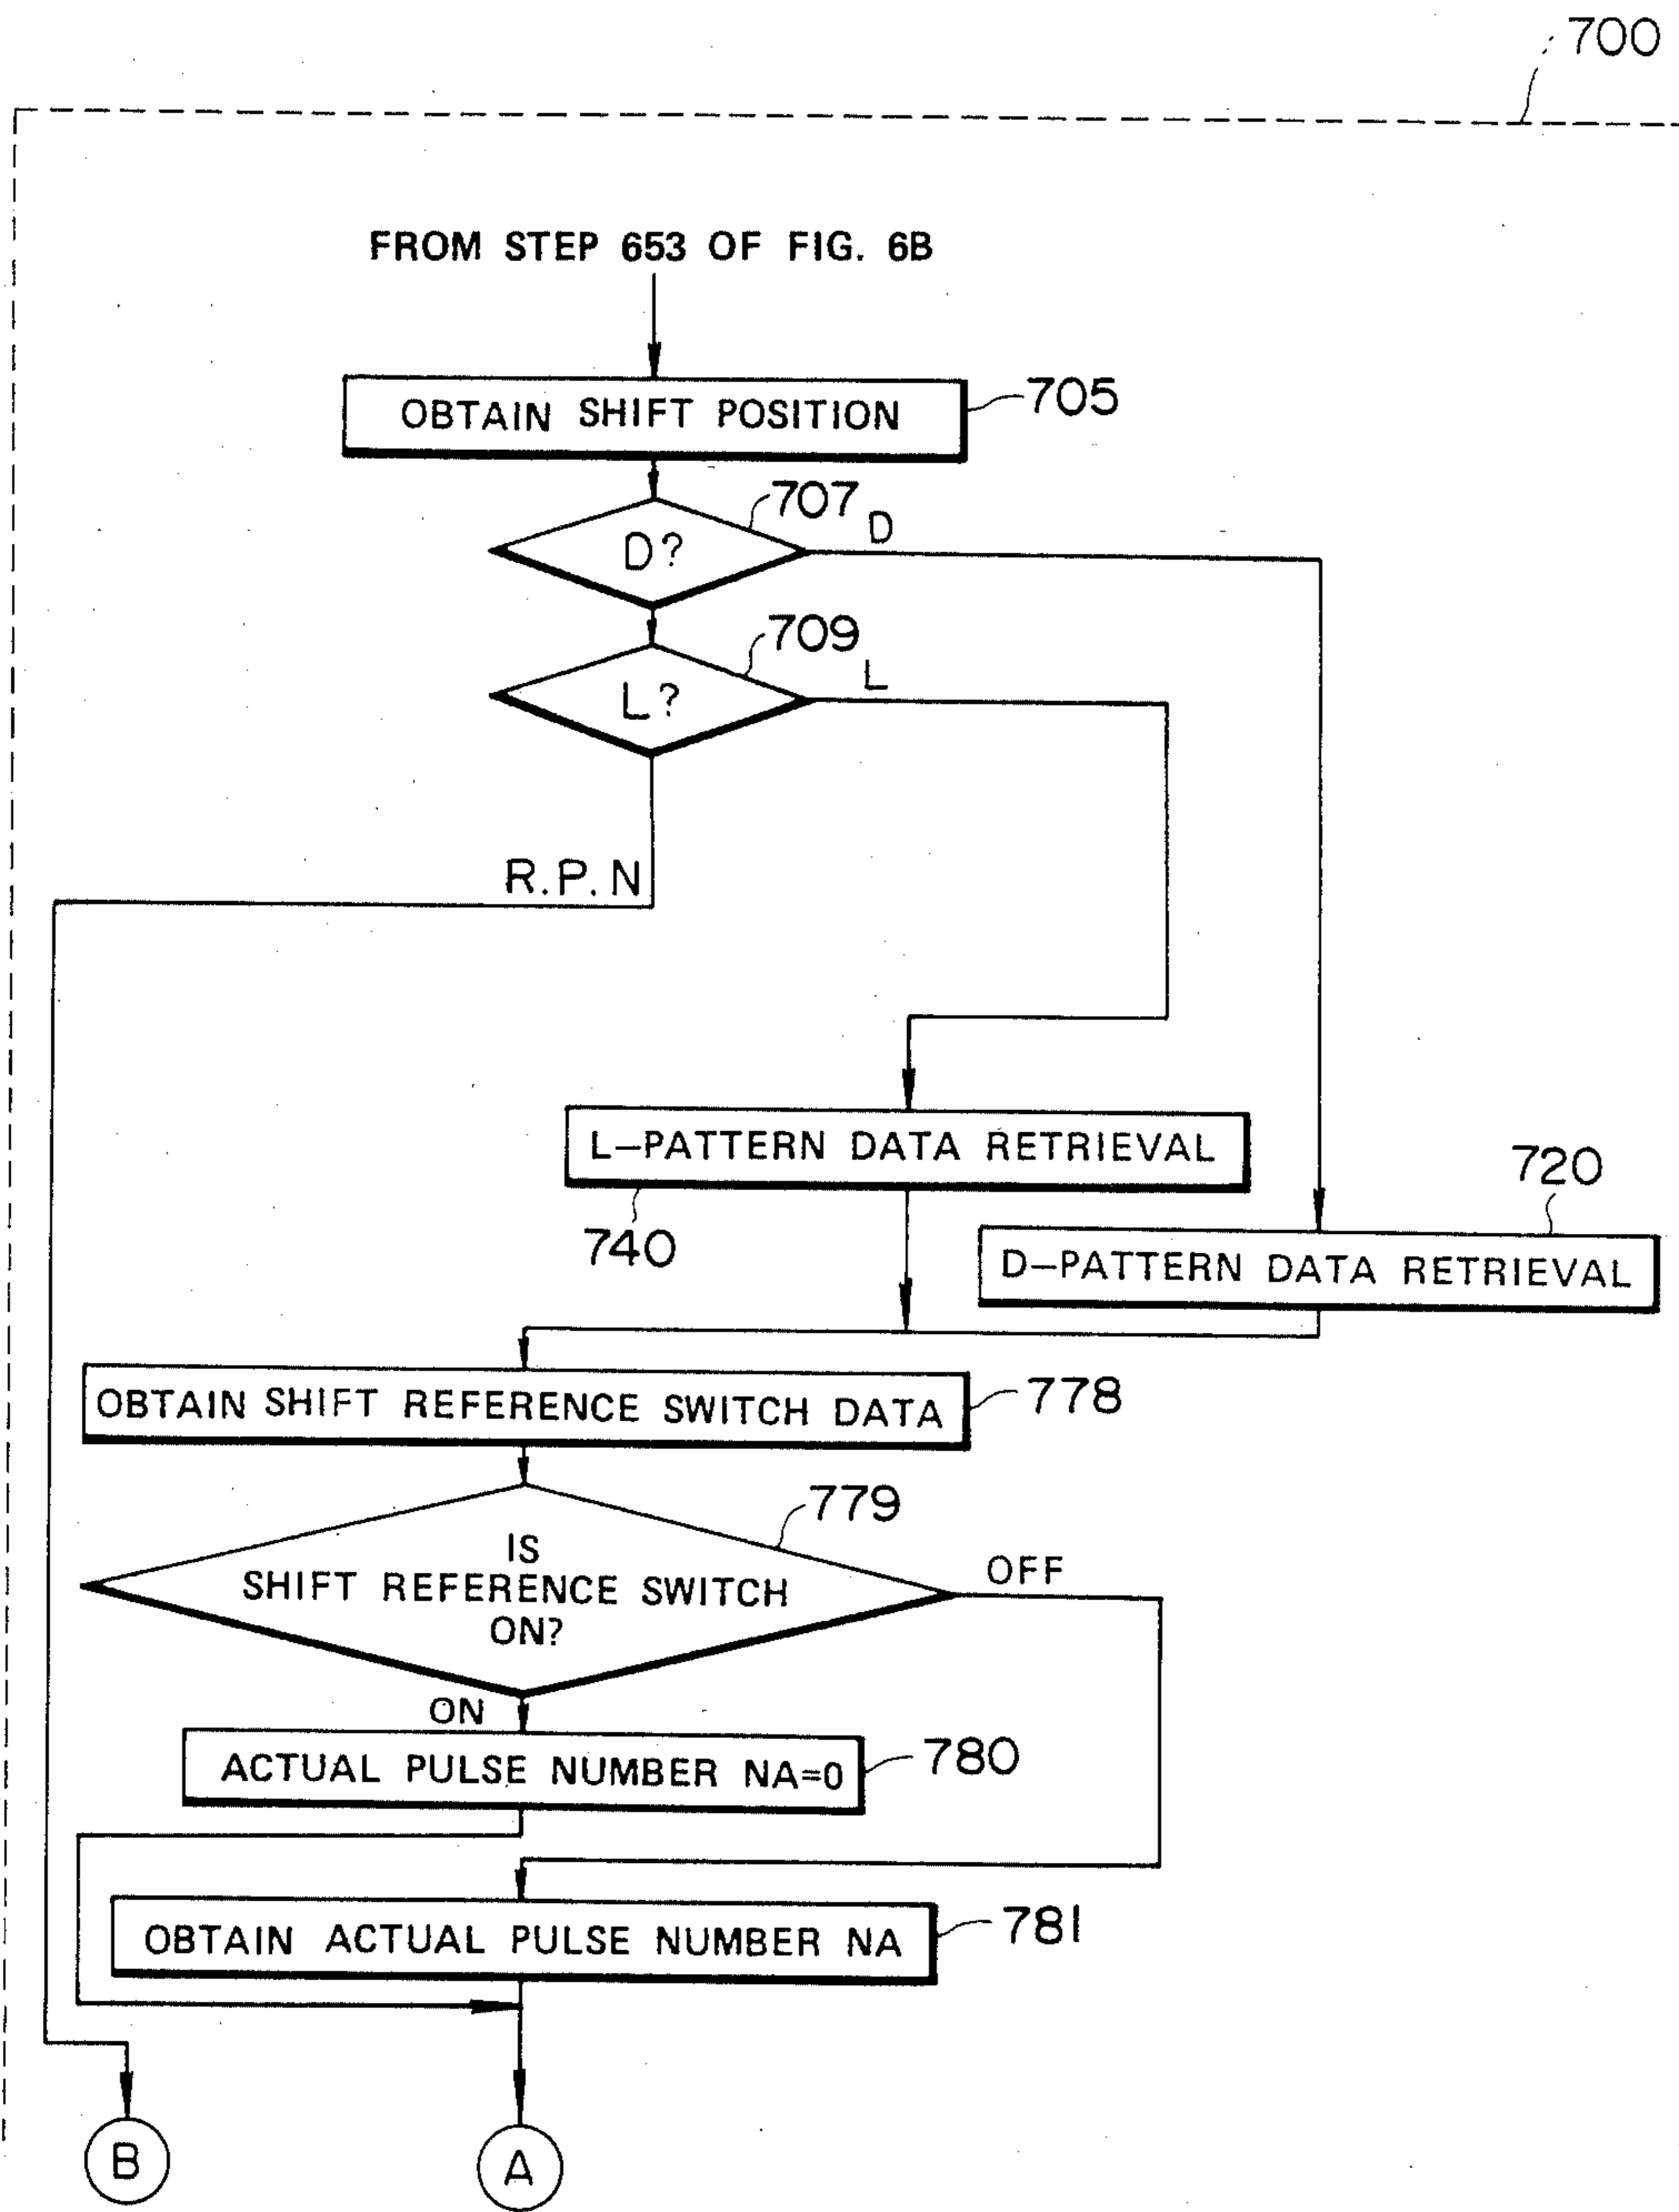 700
FROM STEP 653 OF FIG. 6B
OBTAIN SHIFT POSITION
705
707
D
D?
709
L
L?
R.P.N
L-PATTERN DATA RETRIEVAL
740
720
D-PATTERN DATA RETRIEVAL
OBTAIN SHIFT REFERENCE SWITCH DATA
778
779
IS
SHIFT REFERENCE SWITCH
ON?
OFF
ON
ACTUAL PULSE NUMBER NA=0
780
OBTAIN ACTUAL PULSE NUMBER NA
781
B
A